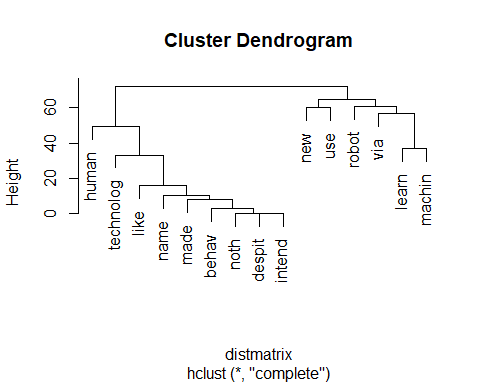 Cluster Dendrogram
Height
0 20 40 60
human
technolog
like
name
made
behav
noth
despit
intend
new
use
robot
via
learn
machin
distmatrix
hclust (*, "complete")